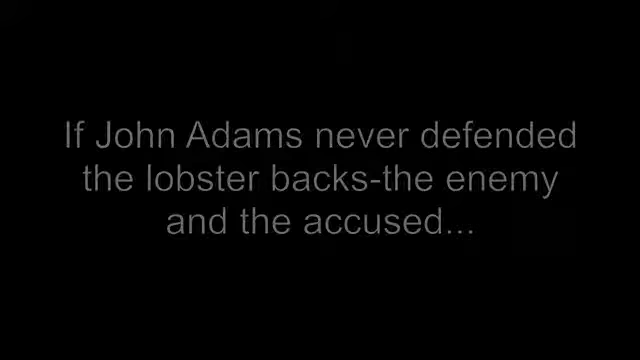 If John Adams never defended
the lobster backs-the enemy
and the accused...